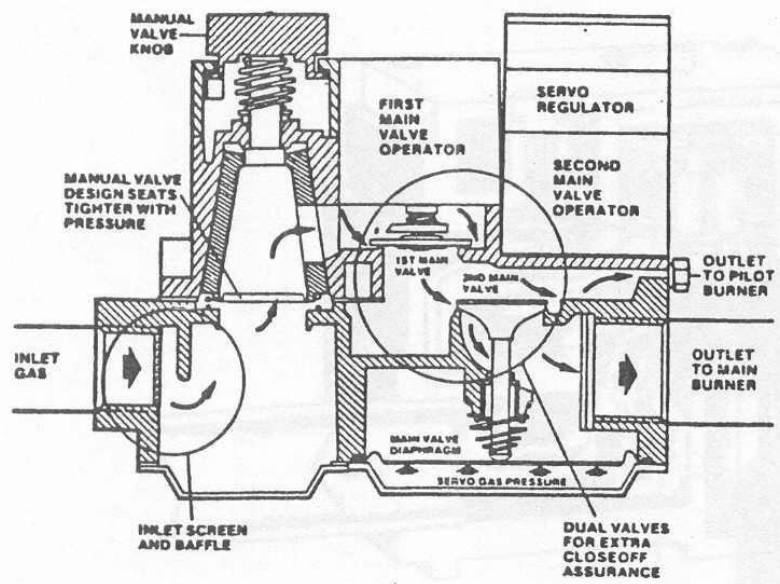 MANUAL
VALVE
KNOB
FIRST
MAIN
VALVE
OPERATOR
SERVO
REGULATOR
SECOND
MAIN
VALVE
OPERATOR
MANUAL VALVE
DESIGN SEATS
TIGHTER WITH
PRESSURE
1ST MAIN
VALVE
2ND MAIN
VALVE
OUTLET
TO PILOT
BURNER
INLET
GAS
OUTLET
TO MAIN
BURNER
MAIN VALVE
DIAPHRAGM
SERVO GAS PRESSURE
INLET SCREEN
AND BAFFLE
DUAL VALVES
FOR EXTRA
CLOSEOFF
ASSURANCE